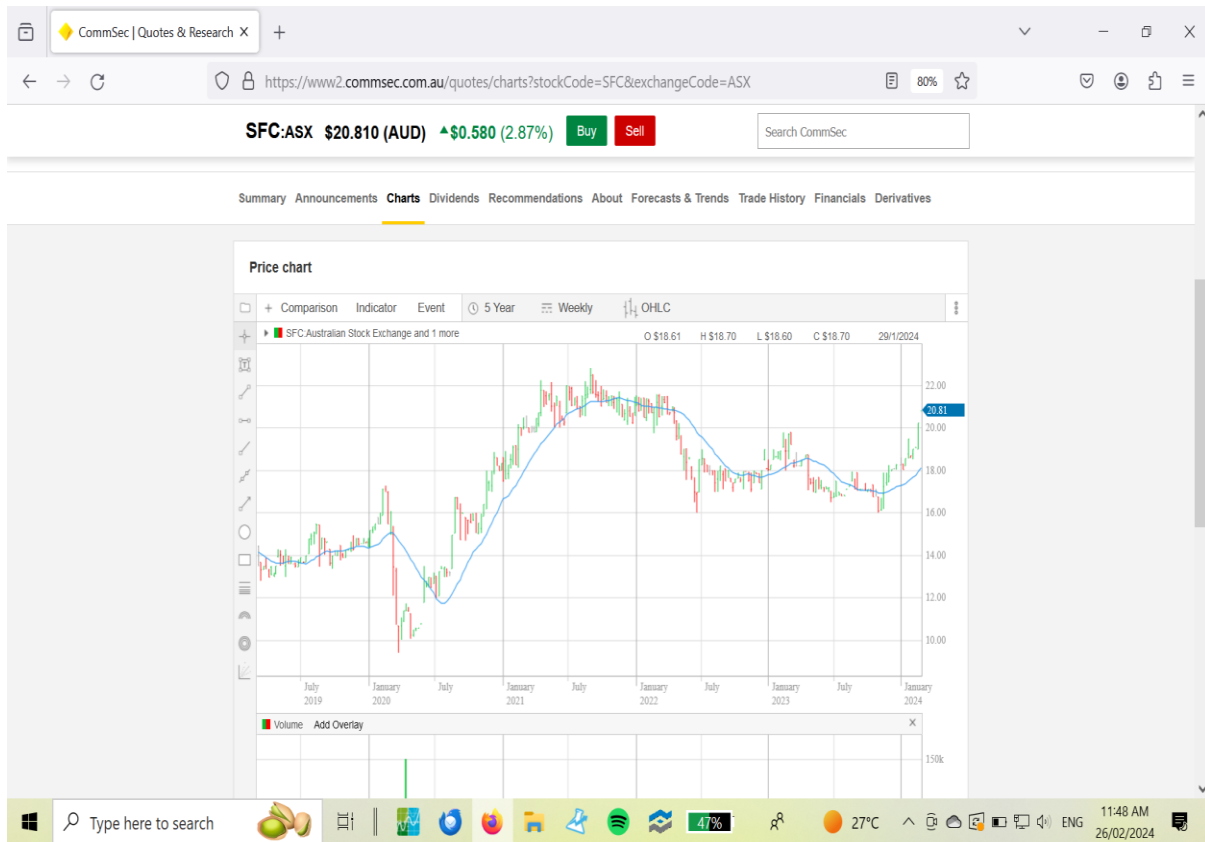 CommSec | Quotes & Research
https://www2.commsec.com.au/quotes/charts?stockCode=SFC&exchangeCode=ASX
80%
SFC:ASX $20.810 (AUD) $0.580 (2.87%) Buy Sell Search CommSec
Summary Announcements Charts Dividends Recommendations About Forecasts & Trends Trade History Financials Derivatives
Price chart
+ Comparison Indicator Event 5 Year Weekly OHLC
SFC:Australian Stock Exchange and 1 more O $18.61 H $18.70 L $18.60 C $18.70 29/1/2024
22.00
20.81
20.00
18.00
16.00
14.00
12.00
10.00
July January July January July January July January July January
2019 2020 2021 2022 2023 2024
Volume Add Overlay X
150k
Type here to search 47% 27°C ENG 11:48 AM
26/02/2024